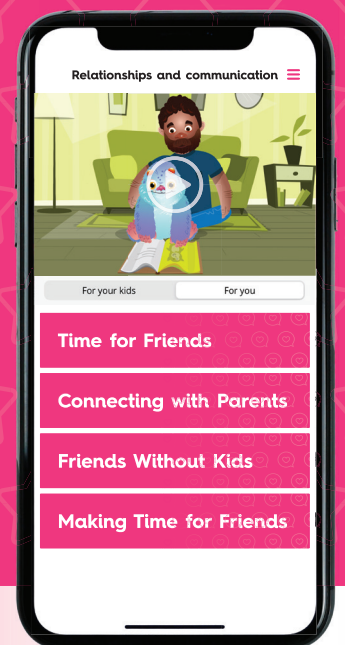 Relationships and communication
For your kids
For you
Time for Friends
Connecting with Parents
Friends Without Kids
Making Time for Friends